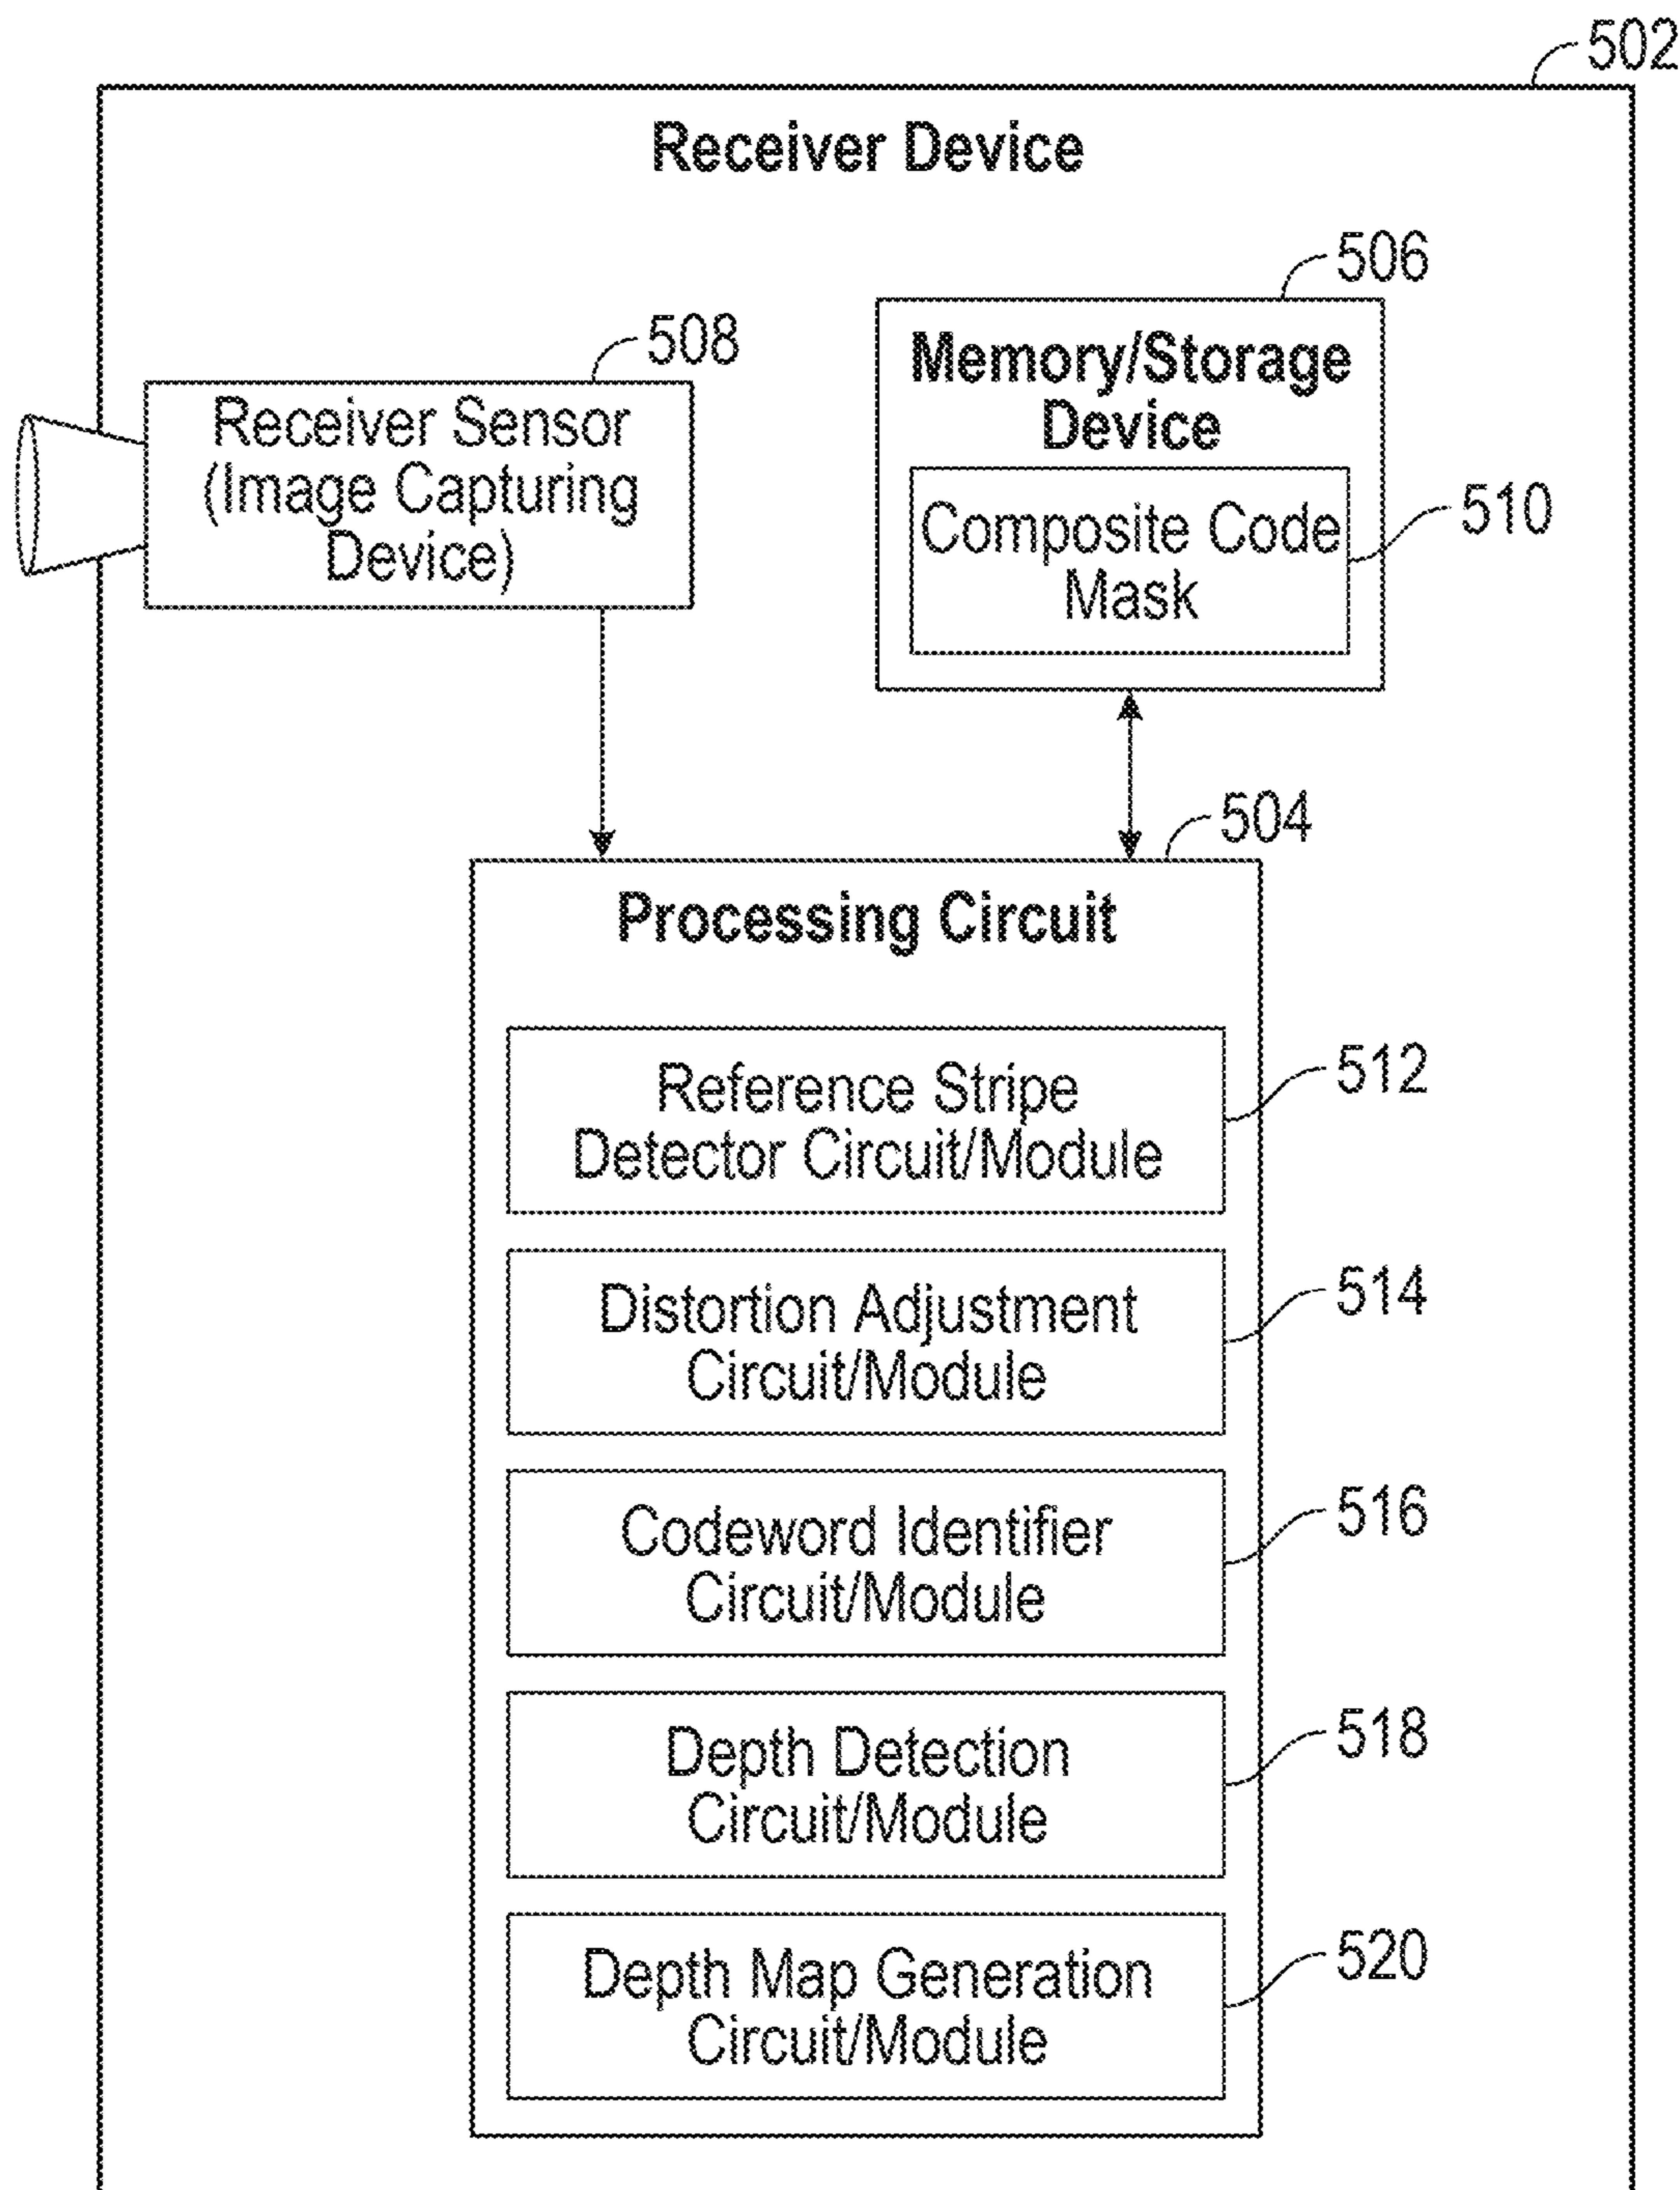 502
Receiver Device
506
508
Memory/Storage
Device
Receiver Sensor
(Image Capturing
Device)
510
Composite Code
Mask
504
Processing Circuit
512
Reference Stripe
Detector Circuit/Module
514
Distortion Adjustment
Circuit/Module
516
Codeword Identifier
Circuit/Module
518
Depth Detection
Circuit/Module
520
Depth Map Generation
Circuit/Module